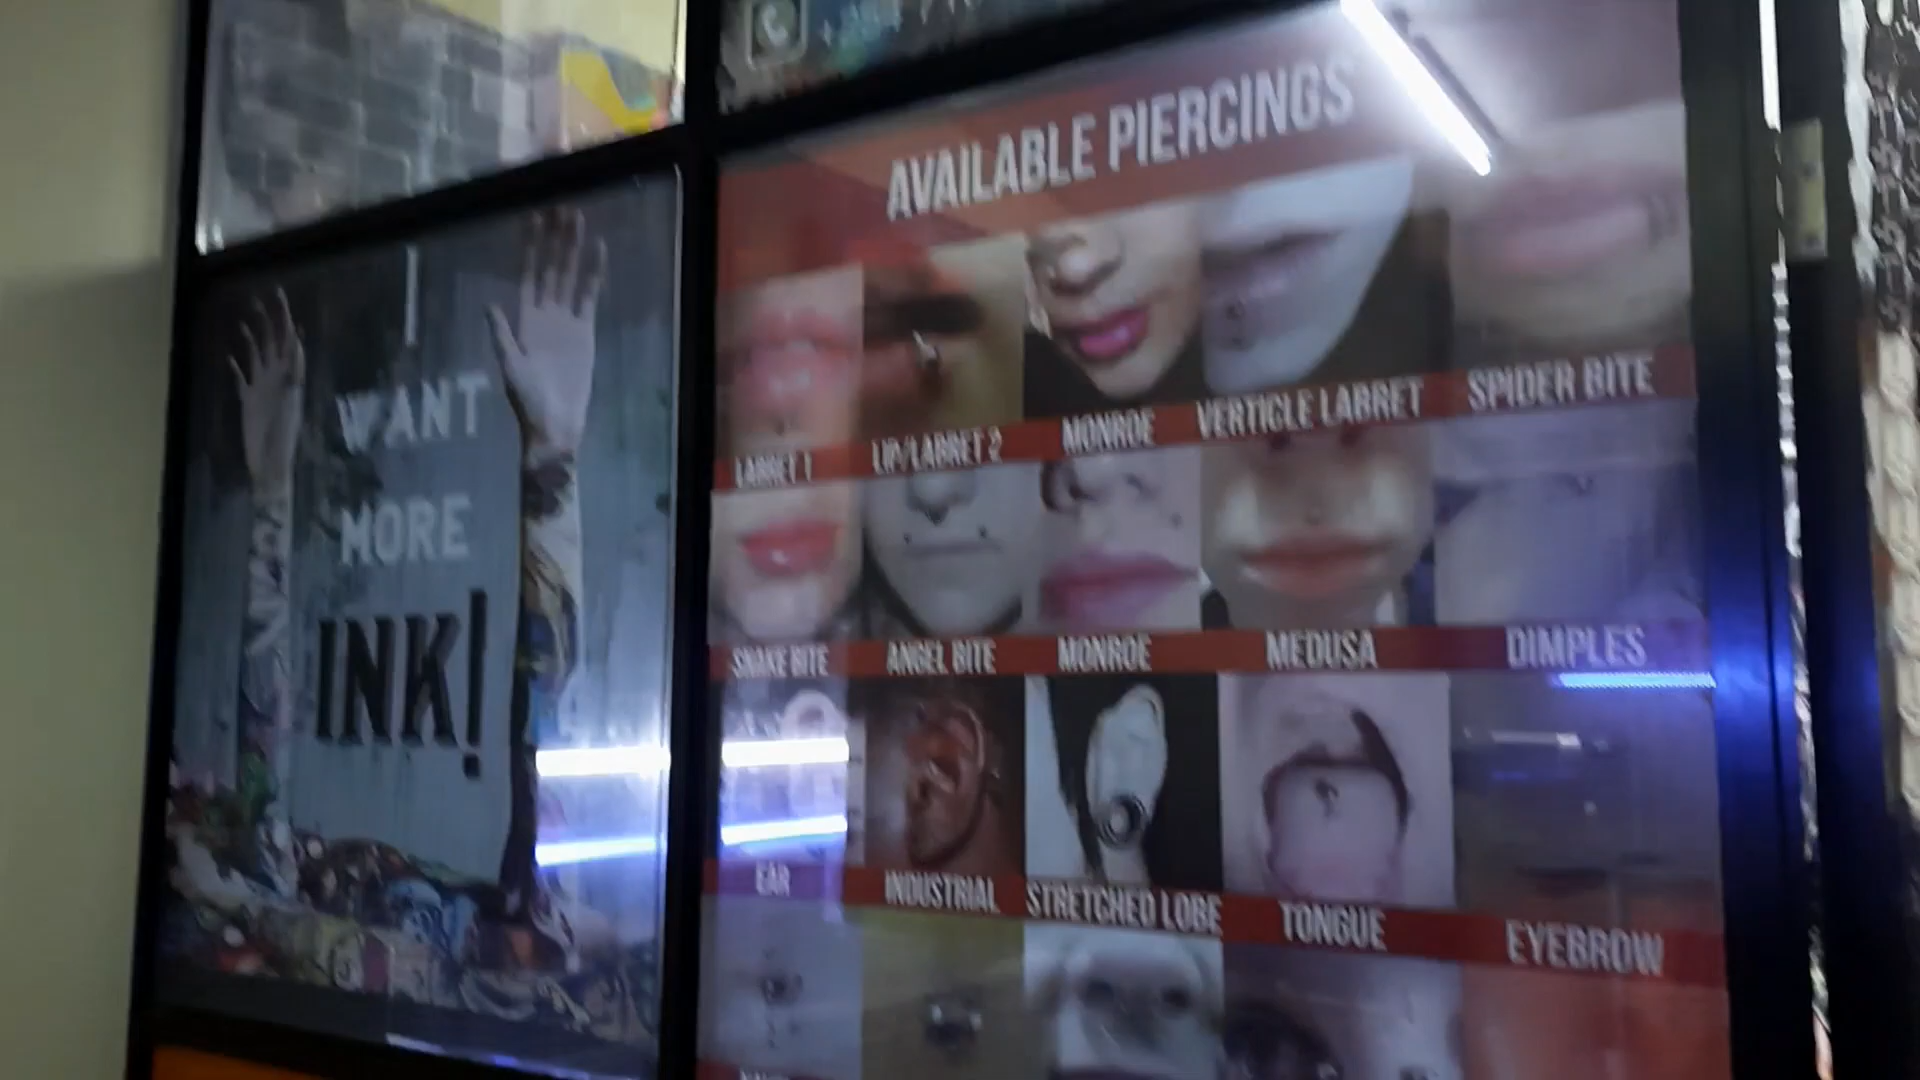 I
WANT
MORE
INK!
AVAILABLE PIERCINGS
LABRET 1
LIP/LABRET 2
MONROE
VERTICLE LABRET
SPIDER BITE
SNAKE BITE
ANGEL BITE
MONROE
MEDUSA
DIMPLES
EAR
INDUSTRIAL
STRETCHED LOBE
TONGUE
EYEBROW